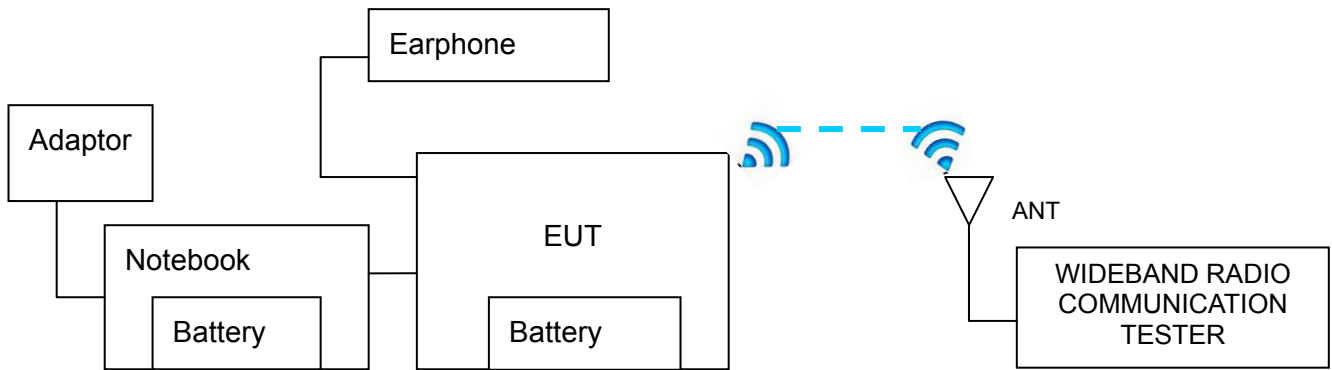 Earphone
Adaptor
ANT
EUT
Notebook
Battery
Battery
WIDEBAND RADIO
COMMUNICATION
TESTER